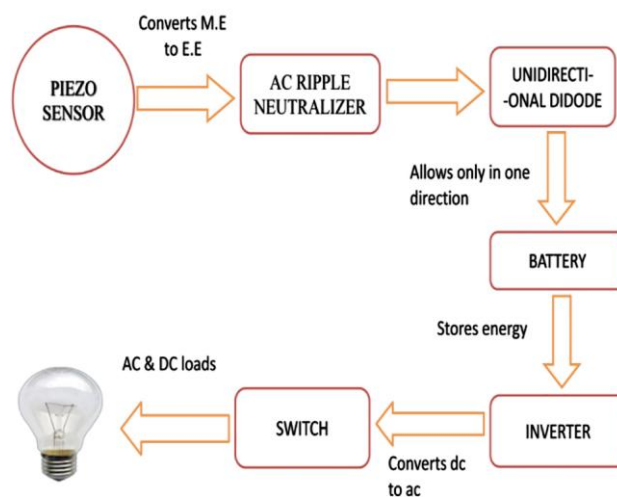 Converts M.E
to E.E
PIEZO
SENSOR
AC RIPPLE
NEUTRALIZER
UNIDIRECTI-
-ONAL DIDODE
Allows only in one
direction
BATTERY
Stores energy
AC & DC loads
SWITCH
INVERTER
Converts dc
to ac